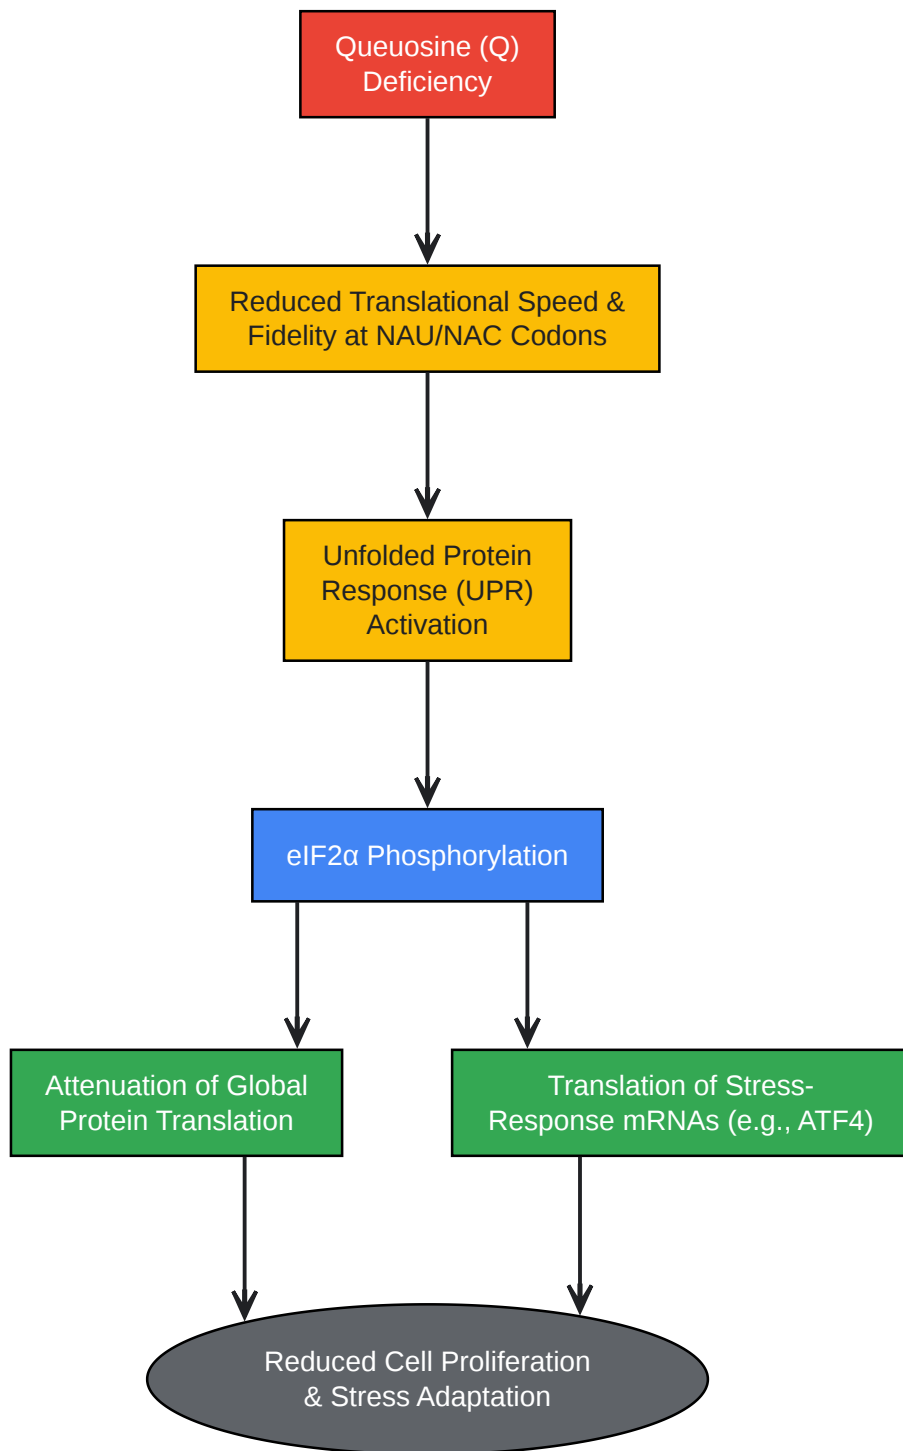 Queuosine (Q)
Deficiency
Reduced Translational Speed &
Fidelity at NAU/NAC Codons
Unfolded Protein
Response (UPR)
Activation
eIF2α Phosphorylation
Attenuation of Global
Protein Translation
Translation of Stress-
Response mRNAs (e.g., ATF4)
Reduced Cell Proliferation
& Stress Adaptation